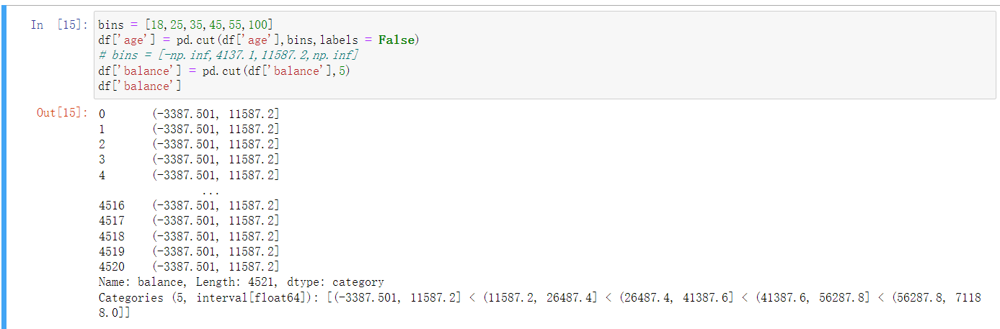 In [15]: bins = [18,25,35,45,55,100]
df['age'] = pd.cut(df['age'],bins,labels = False)
# bins = [-np.inf,4137.1,11587.2,np.inf]
df['balance'] = pd.cut(df['balance'],5)
df['balance']
Out[15]: 0 (-3387.501, 11587.2]
1 (-3387.501, 11587.2]
2 (-3387.501, 11587.2]
3 (-3387.501, 11587.2]
4 (-3387.501, 11587.2]
...
4516 (-3387.501, 11587.2]
4517 (-3387.501, 11587.2]
4518 (-3387.501, 11587.2]
4519 (-3387.501, 11587.2]
4520 (-3387.501, 11587.2]
Name: balance, Length: 4521, dtype: category
Categories (5, interval[float64]): [(-3387.501, 11587.2] < (11587.2, 26487.4] < (26487.4, 41387.6] < (41387.6, 56287.8] < (56287.8, 7118
8.0]]